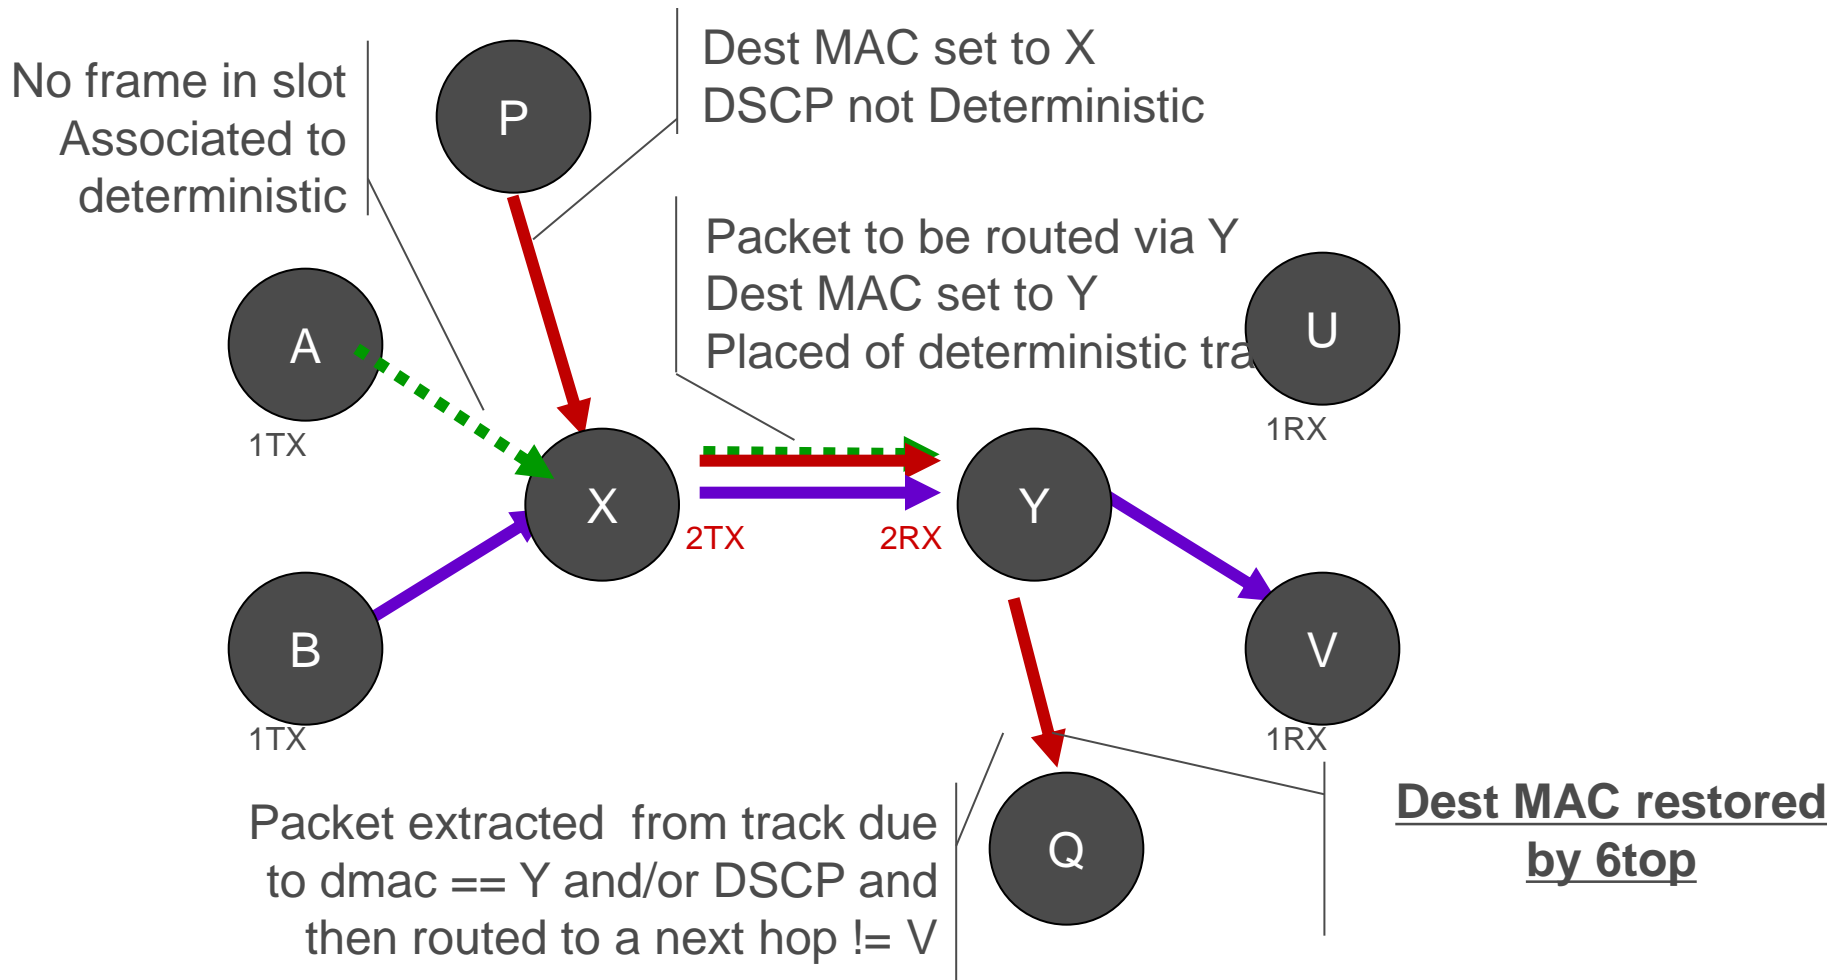 No frame in slot
Associated to
deterministic
P
Dest MAC set to X
DSCP not Deterministic
Packet to be routed via Y
Dest MAC set to Y
Placed of deterministic tra
A
1TX
U
1RX
X
2TX
2RX
Y
B
1TX
V
1RX
Packet extracted from track due
to dmac == Y and/or DSCP and
then routed to a next hop != V
Q
Dest MAC restored
by 6top